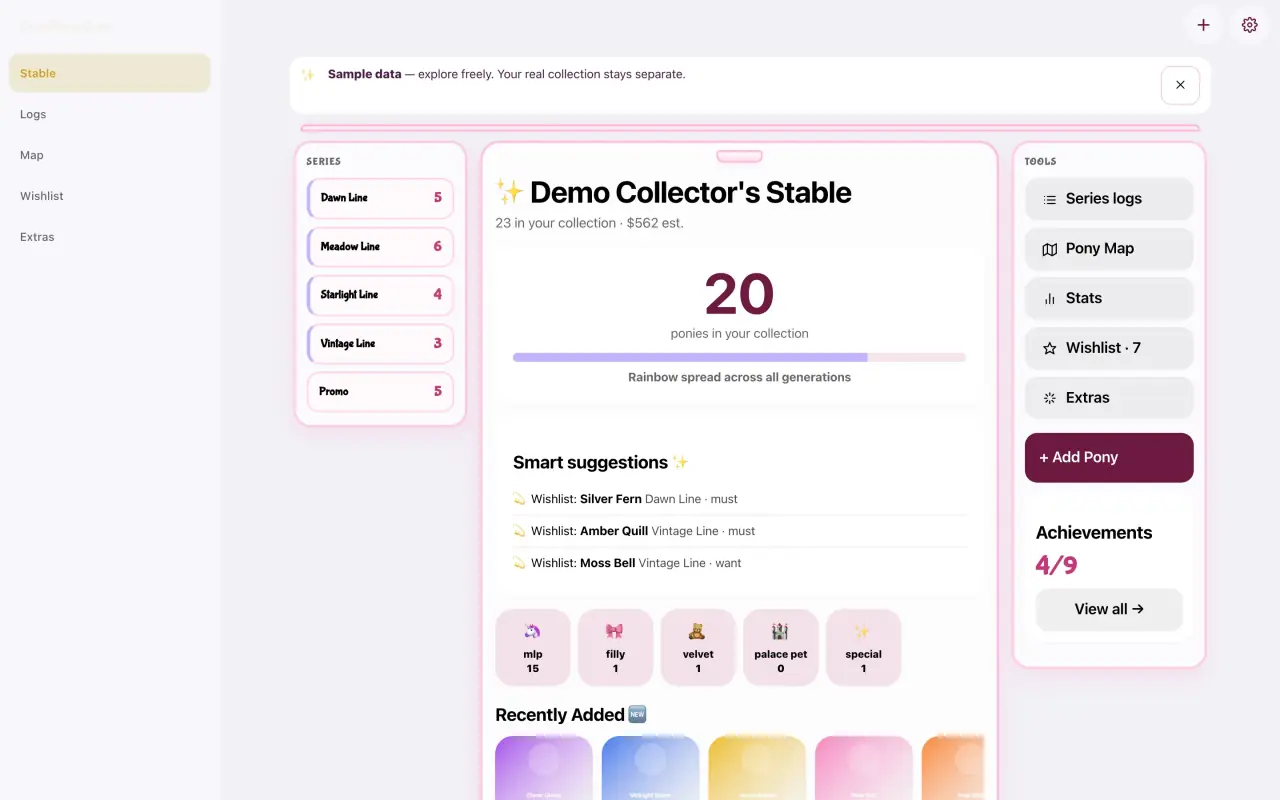 Stable
Logs
Map
Wishlist
Extras
Sample data — explore freely. Your real collection stays separate.
SERIES
Dawn Line 5
Meadow Line 6
Starlight Line 4
Vintage Line 3
Promo 5
✨ Demo Collector's Stable
23 in your collection · $562 est.
20
ponies in your collection
Rainbow spread across all generations
Smart suggestions ✨
Wishlist: Silver Fern Dawn Line · must
Wishlist: Amber Quill Vintage Line · must
Wishlist: Moss Bell Vintage Line · want
mlp
15
filly
1
velvet
1
palace pet
0
special
1
Recently Added NEW
TOOLS
Series logs
Pony Map
Stats
Wishlist · 7
Extras
+ Add Pony
Achievements
4/9
View all →